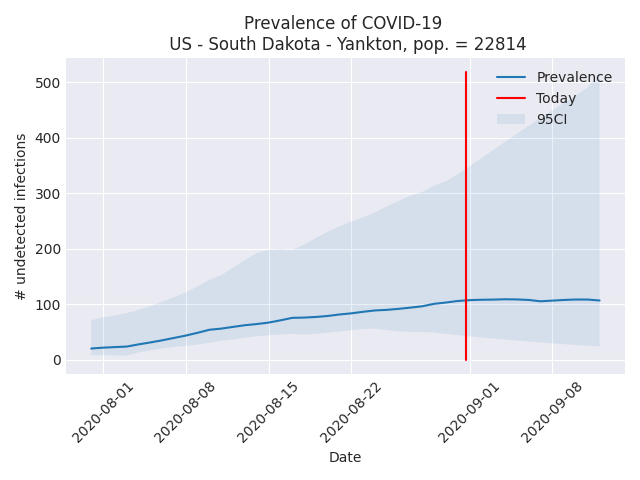 Prevalence of COVID-19
US - South Dakota - Yankton, pop. = 22814
Prevalence
Today
95CI
# undetected infections
500
400
300
200
100
0
2020-08-01
2020-08-08
2020-08-15
2020-08-22
2020-09-01
2020-09-08
Date